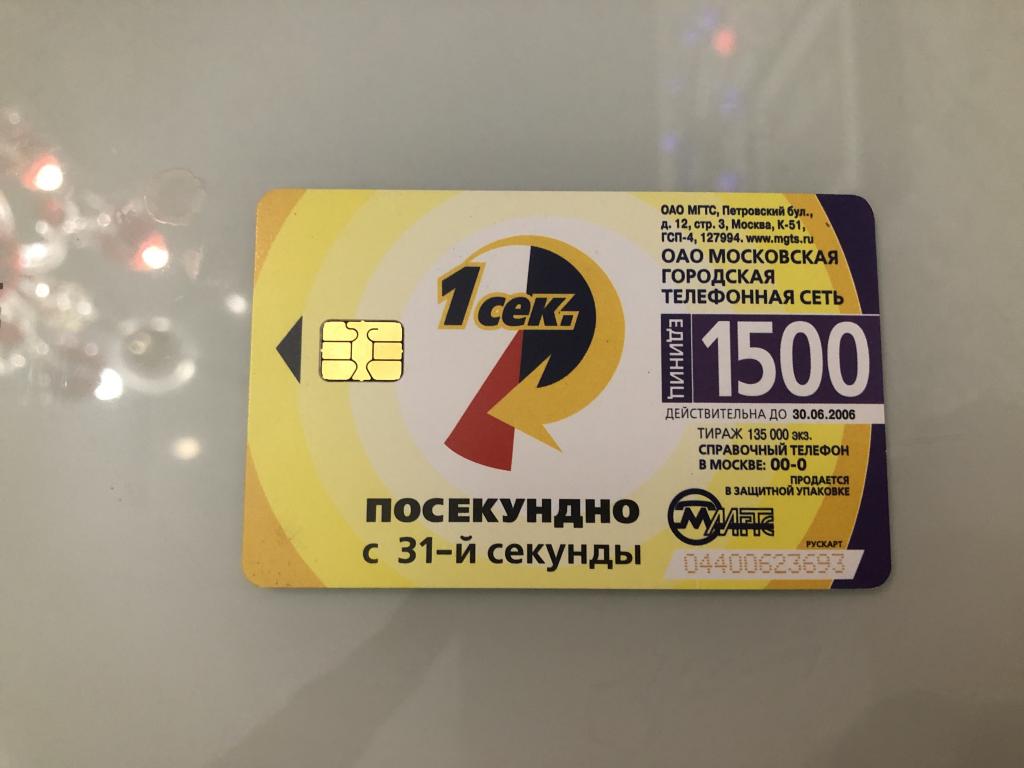 1 сек.
ПОСЕКУНДНО
с 31-й секунды
ОАО МГТС, Петровский бул.,
д. 12, стр. 3, Москва, К-51,
ГСП-4, 127994. www.mgts.ru
ОАО МОСКОВСКАЯ
ГОРОДСКАЯ
ТЕЛЕФОННАЯ СЕТЬ
ЕДИНИЦ
1500
ДЕЙСТВИТЕЛЬНА ДО 30.06.2006
ТИРАЖ 135 000 экз.
СПРАВОЧНЫЙ ТЕЛЕФОН
В МОСКВЕ: 00-0
ПРОДАЕТСЯ
В ЗАЩИТНОЙ УПАКОВКЕ
МГТС
РУСКАРТ
04400623693